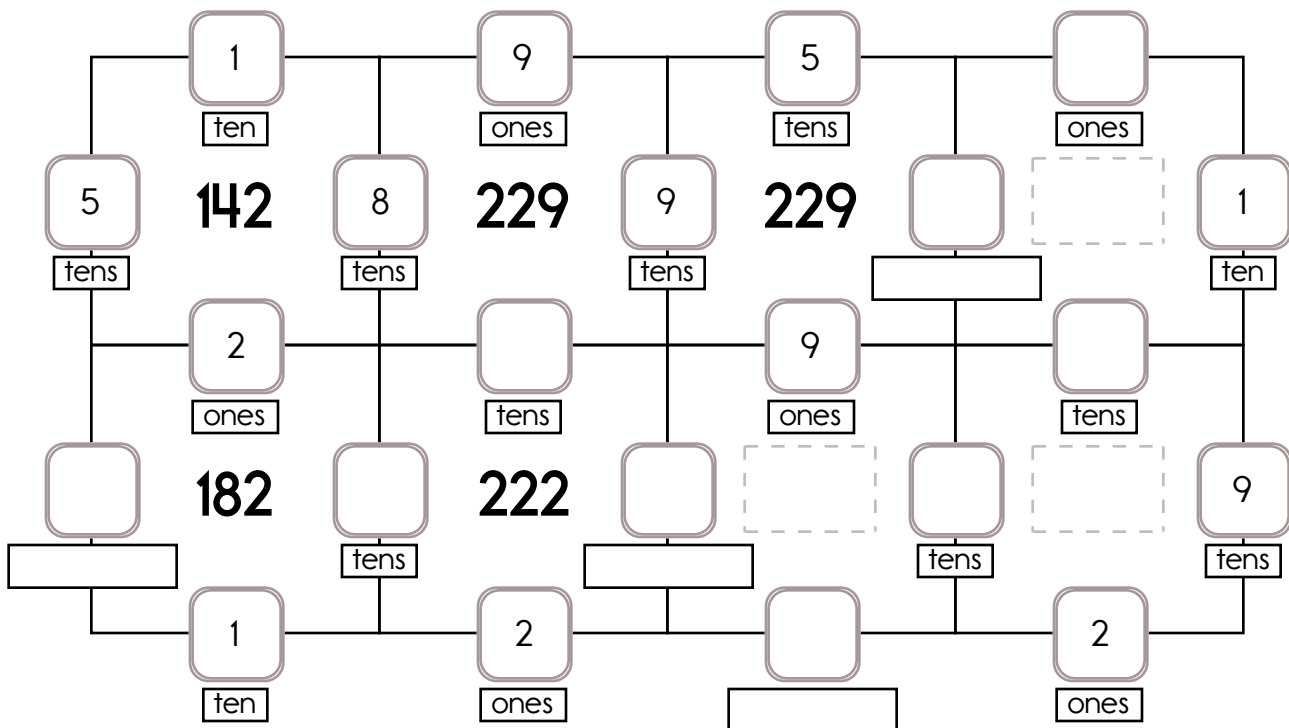 1 9 5
ten ones tens ones
5 142 8 229 9 229 1
tens tens tens ten
2 9
ones tens ones tens
182 222 9
tens tens tens
1 2 2
ten ones ones